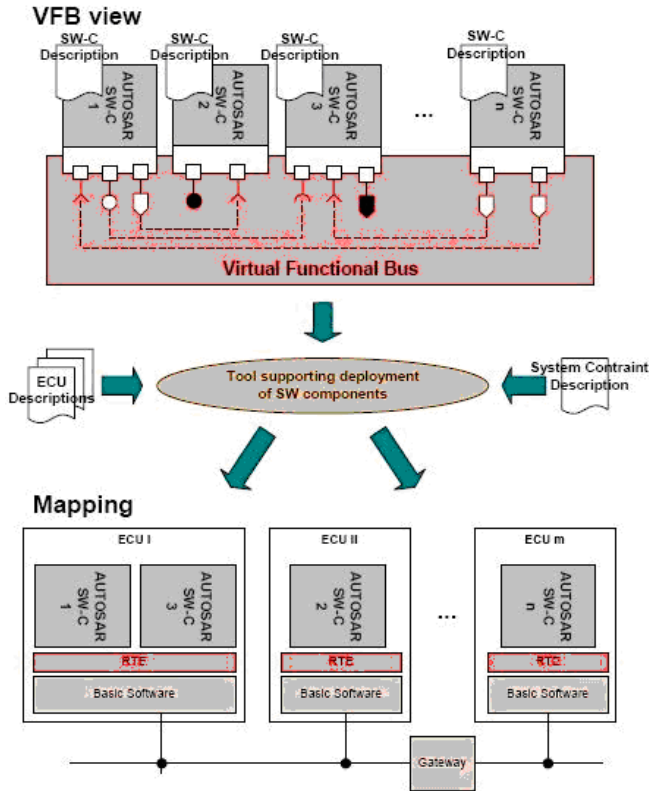 VFB view
SW-C
Description
SW-C
Description
SW-C
Description
SW-C
Description
AUTOSAR
SW-C
1
AUTOSAR
SW-C
2
AUTOSAR
SW-C
3
...
AUTOSAR
SW-C
n
Virtual Functional Bus
ECU
Descriptions
Tool supporting deployment
of SW components
System Contraint
Description
Mapping
ECU I
AUTOSAR
SW-C
1
AUTOSAR
SW-C
3
RTE
Basic Software
ECU II
AUTOSAR
SW-C
2
RTE
Basic Software
...
ECU m
AUTOSAR
SW-C
n
RTE
Basic Software
Gateway